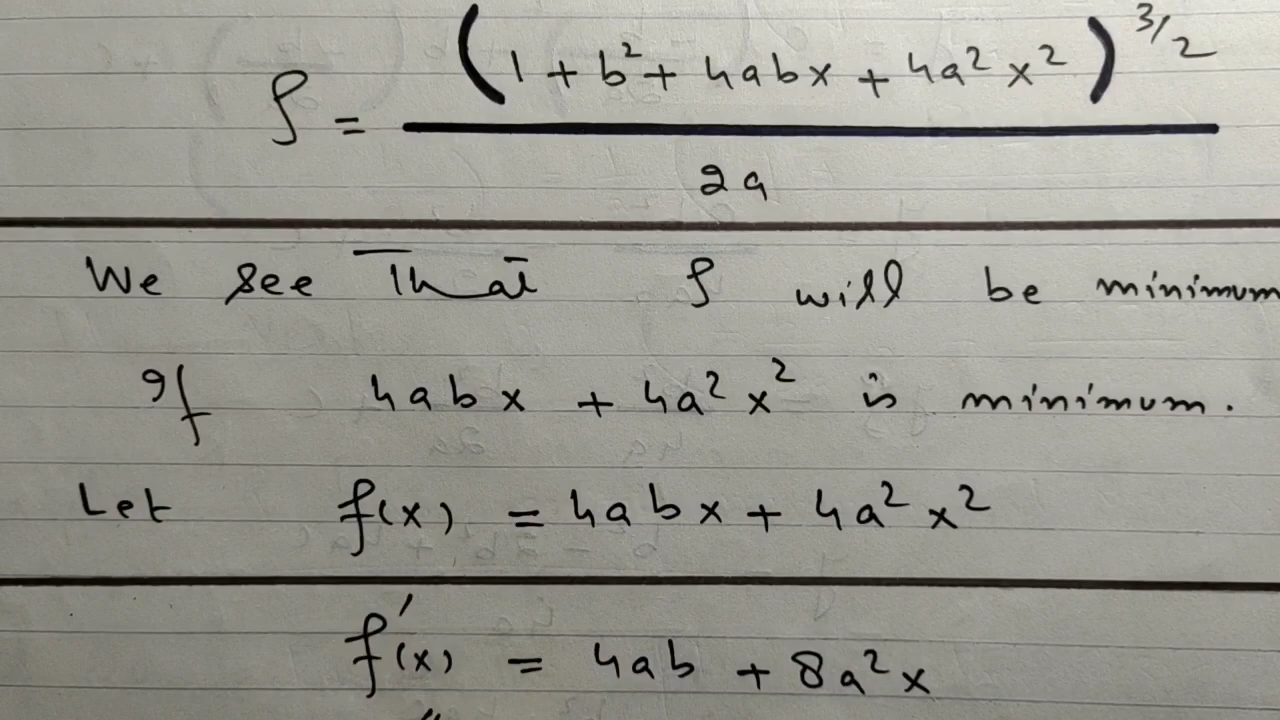 ρ = (1 + b² + 4abx + 4a²x²)^3/2 / 2a
We see That ρ will be minimum
If 4abx + 4a²x² is minimum.
Let f(x) = 4abx + 4a²x²
f'(x) = 4ab + 8a²x